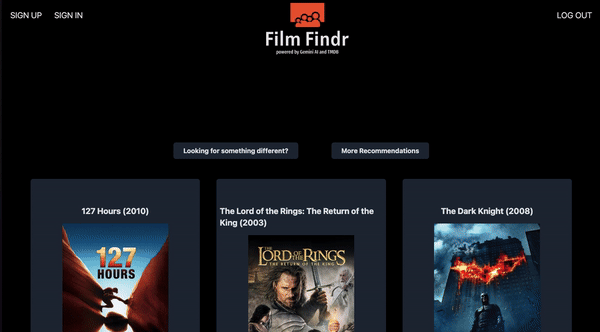 SIGN UP SIGN IN LOG OUT
Film Findr
powered by Gemini AI and TMDB
Looking for something different? More Recommendations
127 Hours (2010)
The Lord of the Rings: The Return of the
King (2003)
The Dark Knight (2008)
127
HOURS
THE
LORD OF THE RINGS
THE RETURN OF THE KING